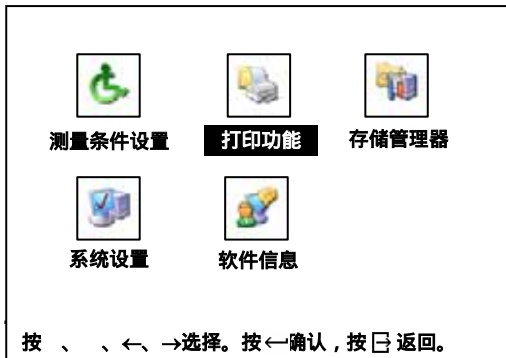 测量条件设置 打印功能 存储管理器
系统设置 软件信息
按 、 、←、→选择。按←确认，按 返回。